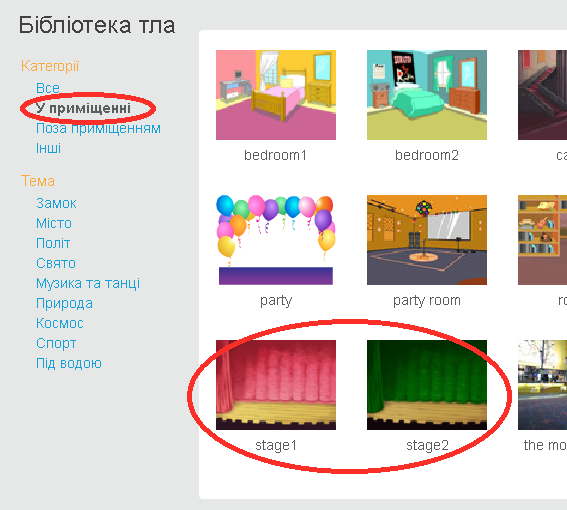 Бібліотека тла
Категорії
Все
У приміщенні
Поза приміщенням
Інші
Тема
Замок
Місто
Політ
Свято
Музика та танці
Природа
Космос
Спорт
Під водою
bedroom1 bedroom2 ca
party party room
stage1 stage2 the mo